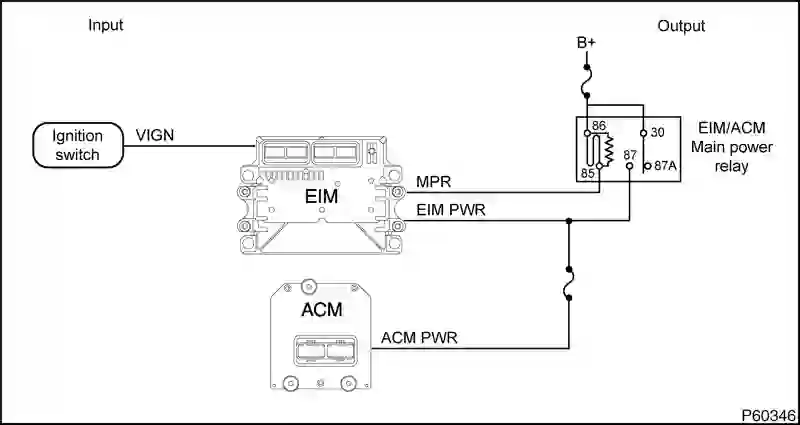 Input
Output
B+
Ignition
switch
VIGN
86
30
87
85
87A
EIM/ACM
Main power
relay
EIM
MPR
EIM PWR
ACM
ACM PWR
P60346